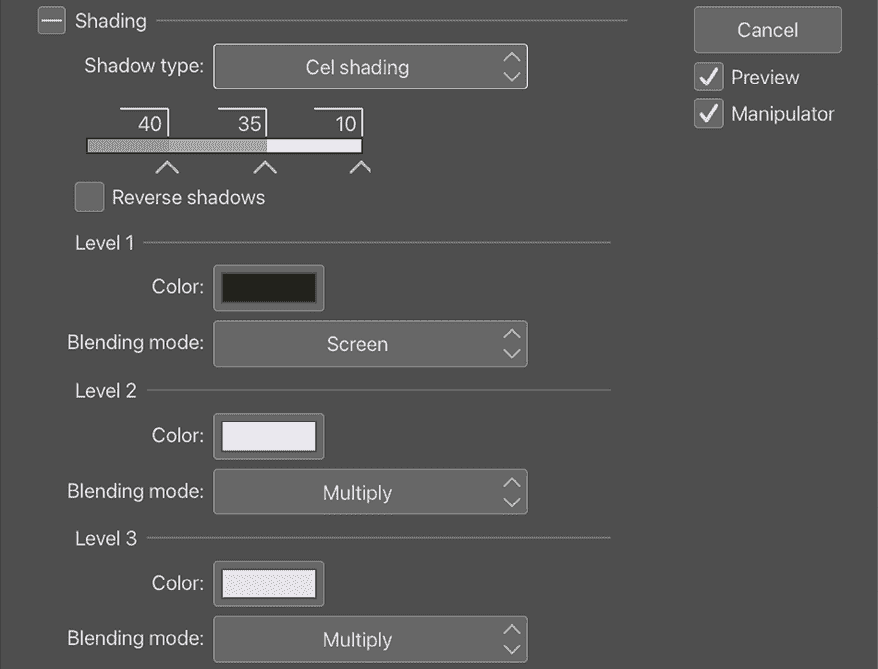 Shading
Cancel
Shadow type: Cel shading
Preview
Manipulator
40 35 10
Reverse shadows
Level 1
Color:
Blending mode: Screen
Level 2
Color:
Blending mode: Multiply
Level 3
Color:
Blending mode: Multiply